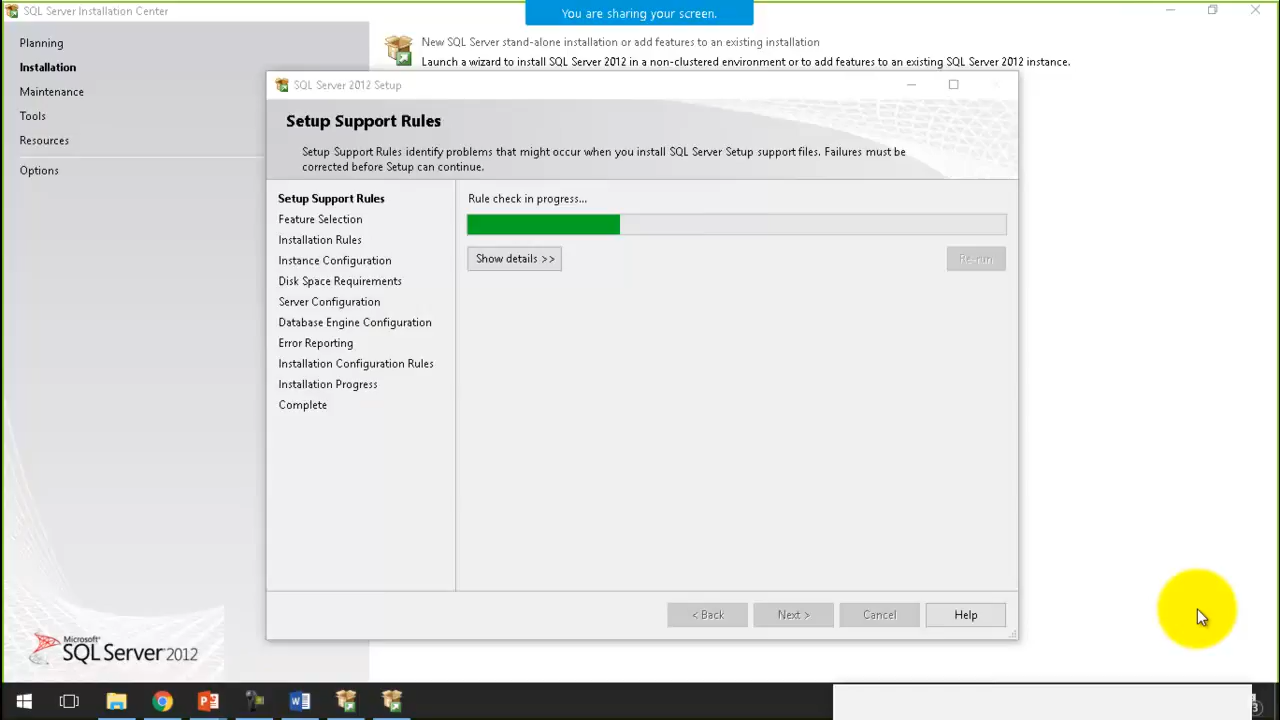 SQL Server Installation Center
You are sharing your screen.
Planning
Installation
Maintenance
Tools
Resources
Options
New SQL Server stand-alone installation or add features to an existing installation
Launch a wizard to install SQL Server 2012 in a non-clustered environment or to add features to an existing SQL Server 2012 instance.
SQL Server 2012 Setup
Setup Support Rules
Setup Support Rules identify problems that might occur when you install SQL Server Setup support files. Failures must be
corrected before Setup can continue.
Setup Support Rules
Feature Selection
Installation Rules
Instance Configuration
Disk Space Requirements
Server Configuration
Database Engine Configuration
Error Reporting
Installation Configuration Rules
Installation Progress
Complete
Rule check in progress...
Show details >>
Re-run
< Back
Next >
Cancel
Help
Microsoft
SQL Server 2012